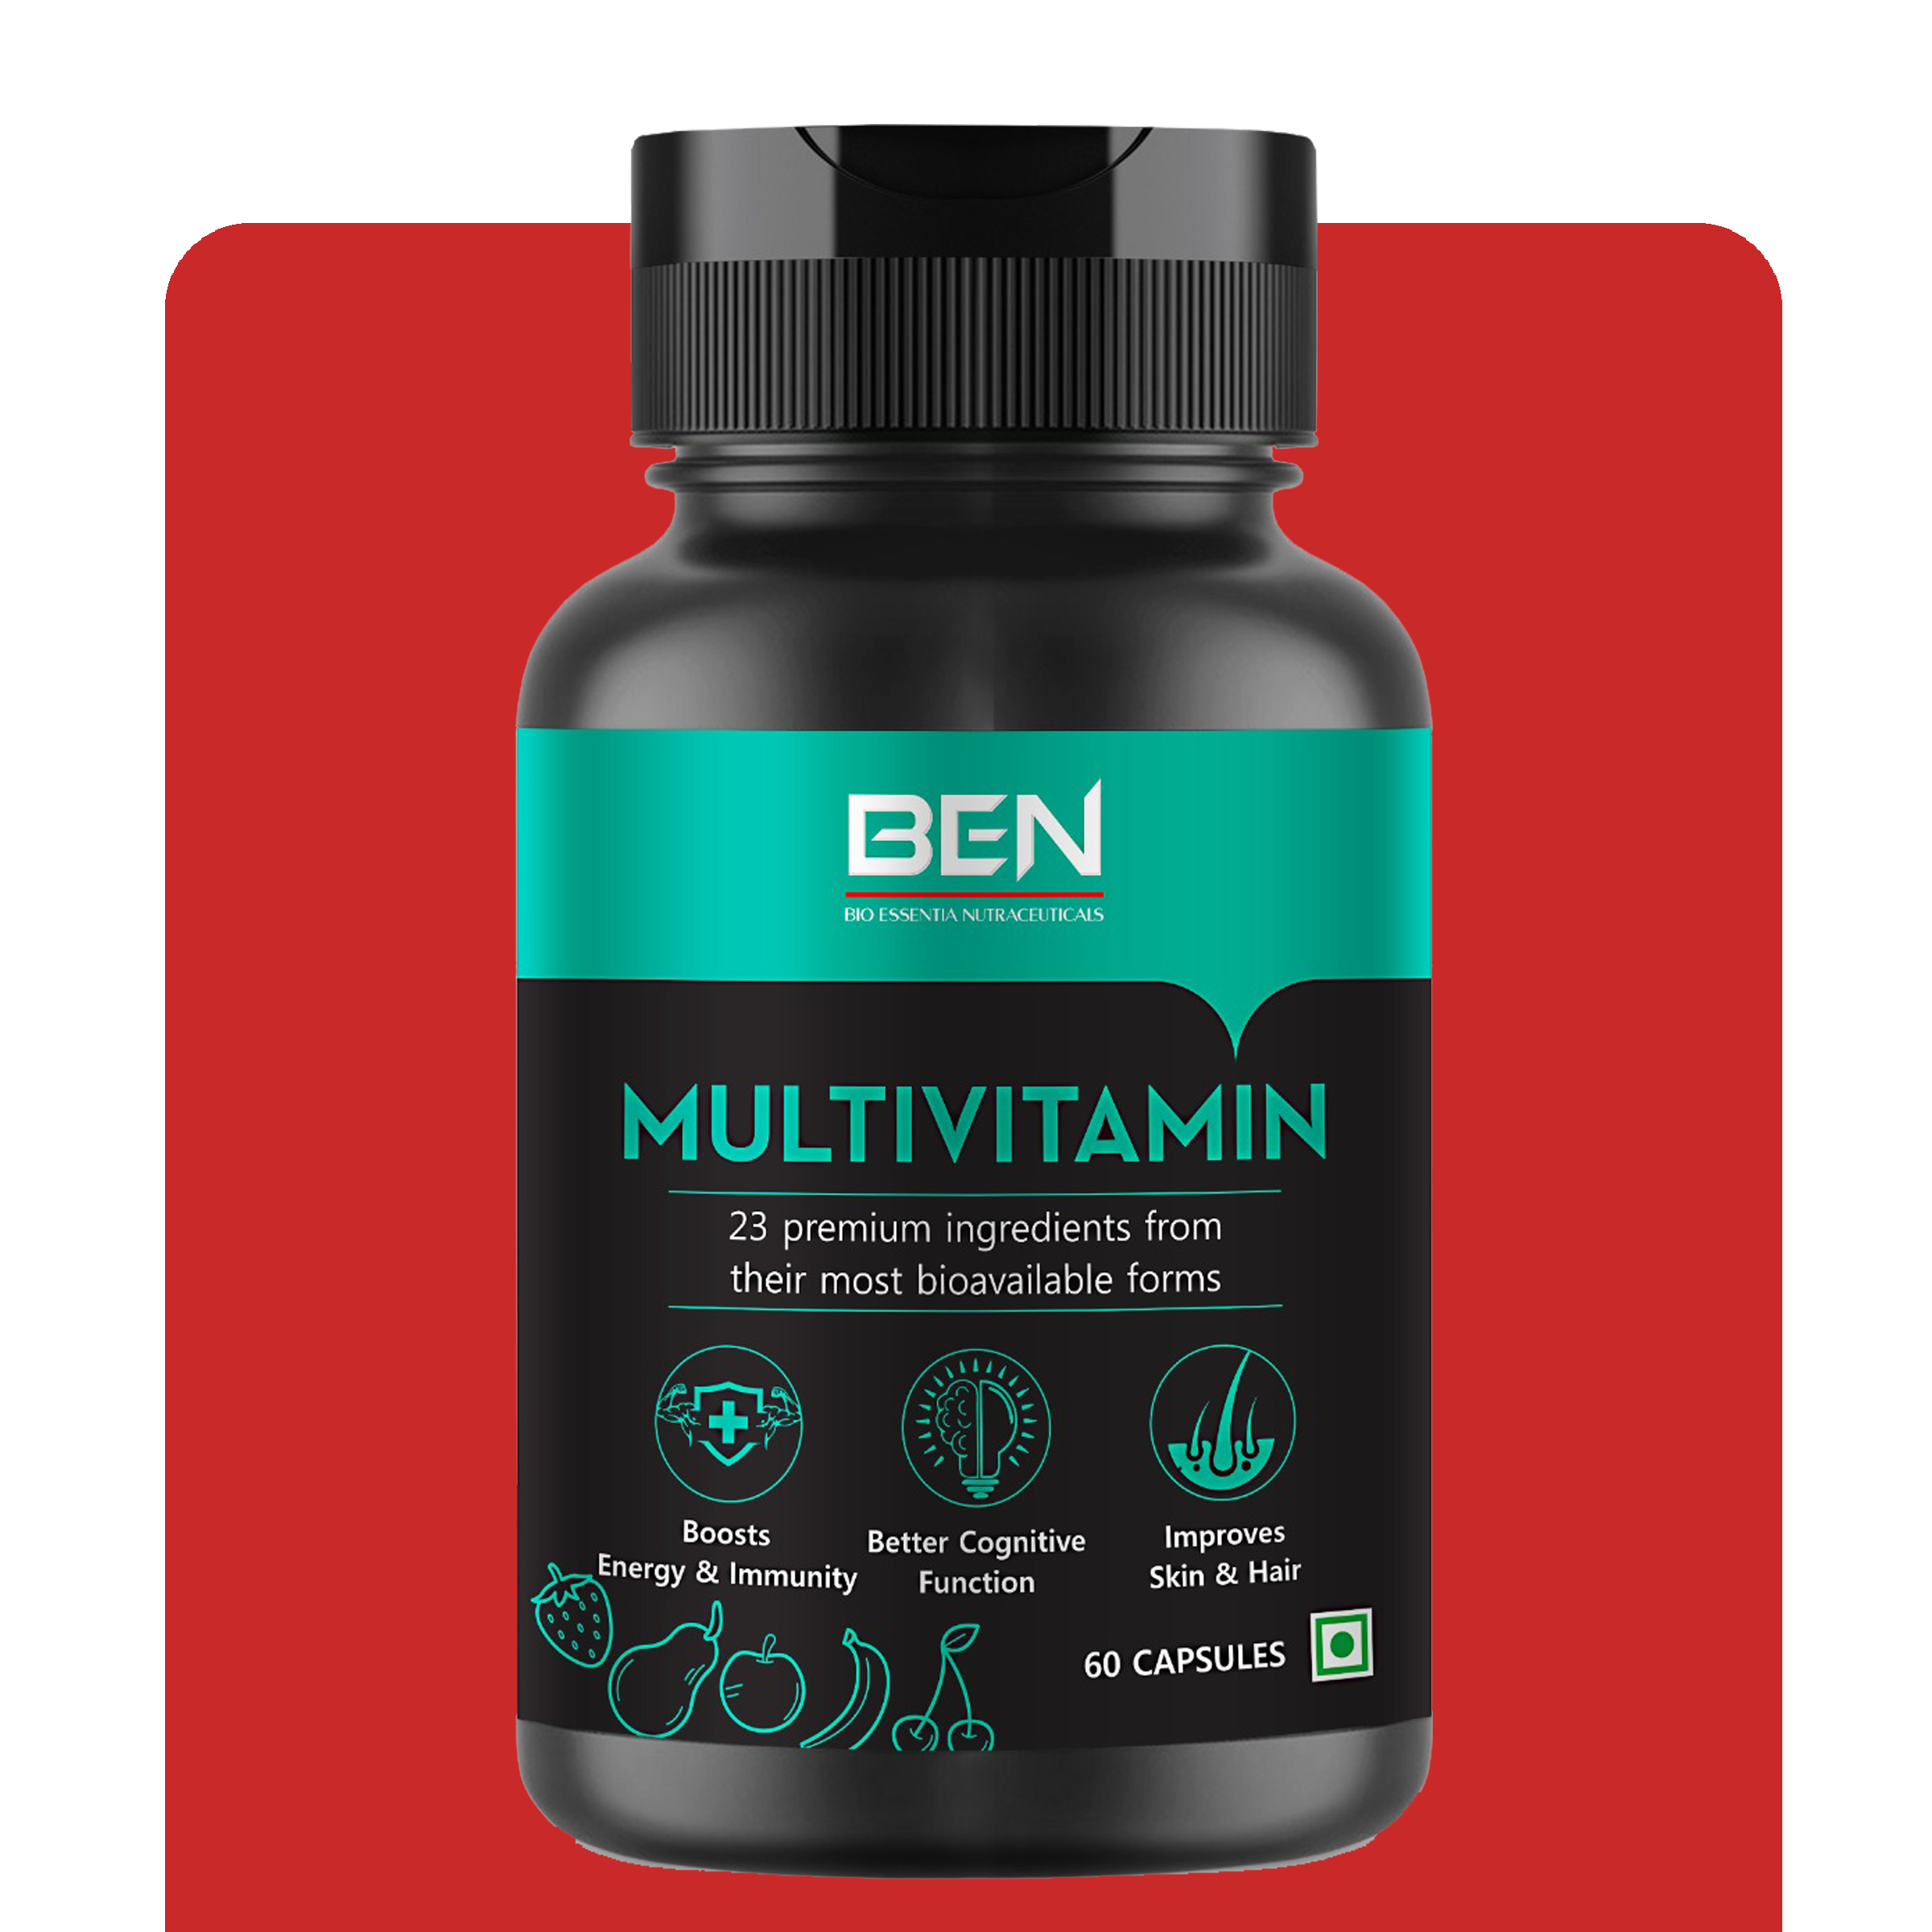 BEN
BIO ESSENTIA NUTRACEUTICALS
MULTIVITAMIN
23 premium ingredients from
their most bioavailable forms
Boosts
Energy & Immunity
Better Cognitive
Function
Improves
Skin & Hair
60 CAPSULES